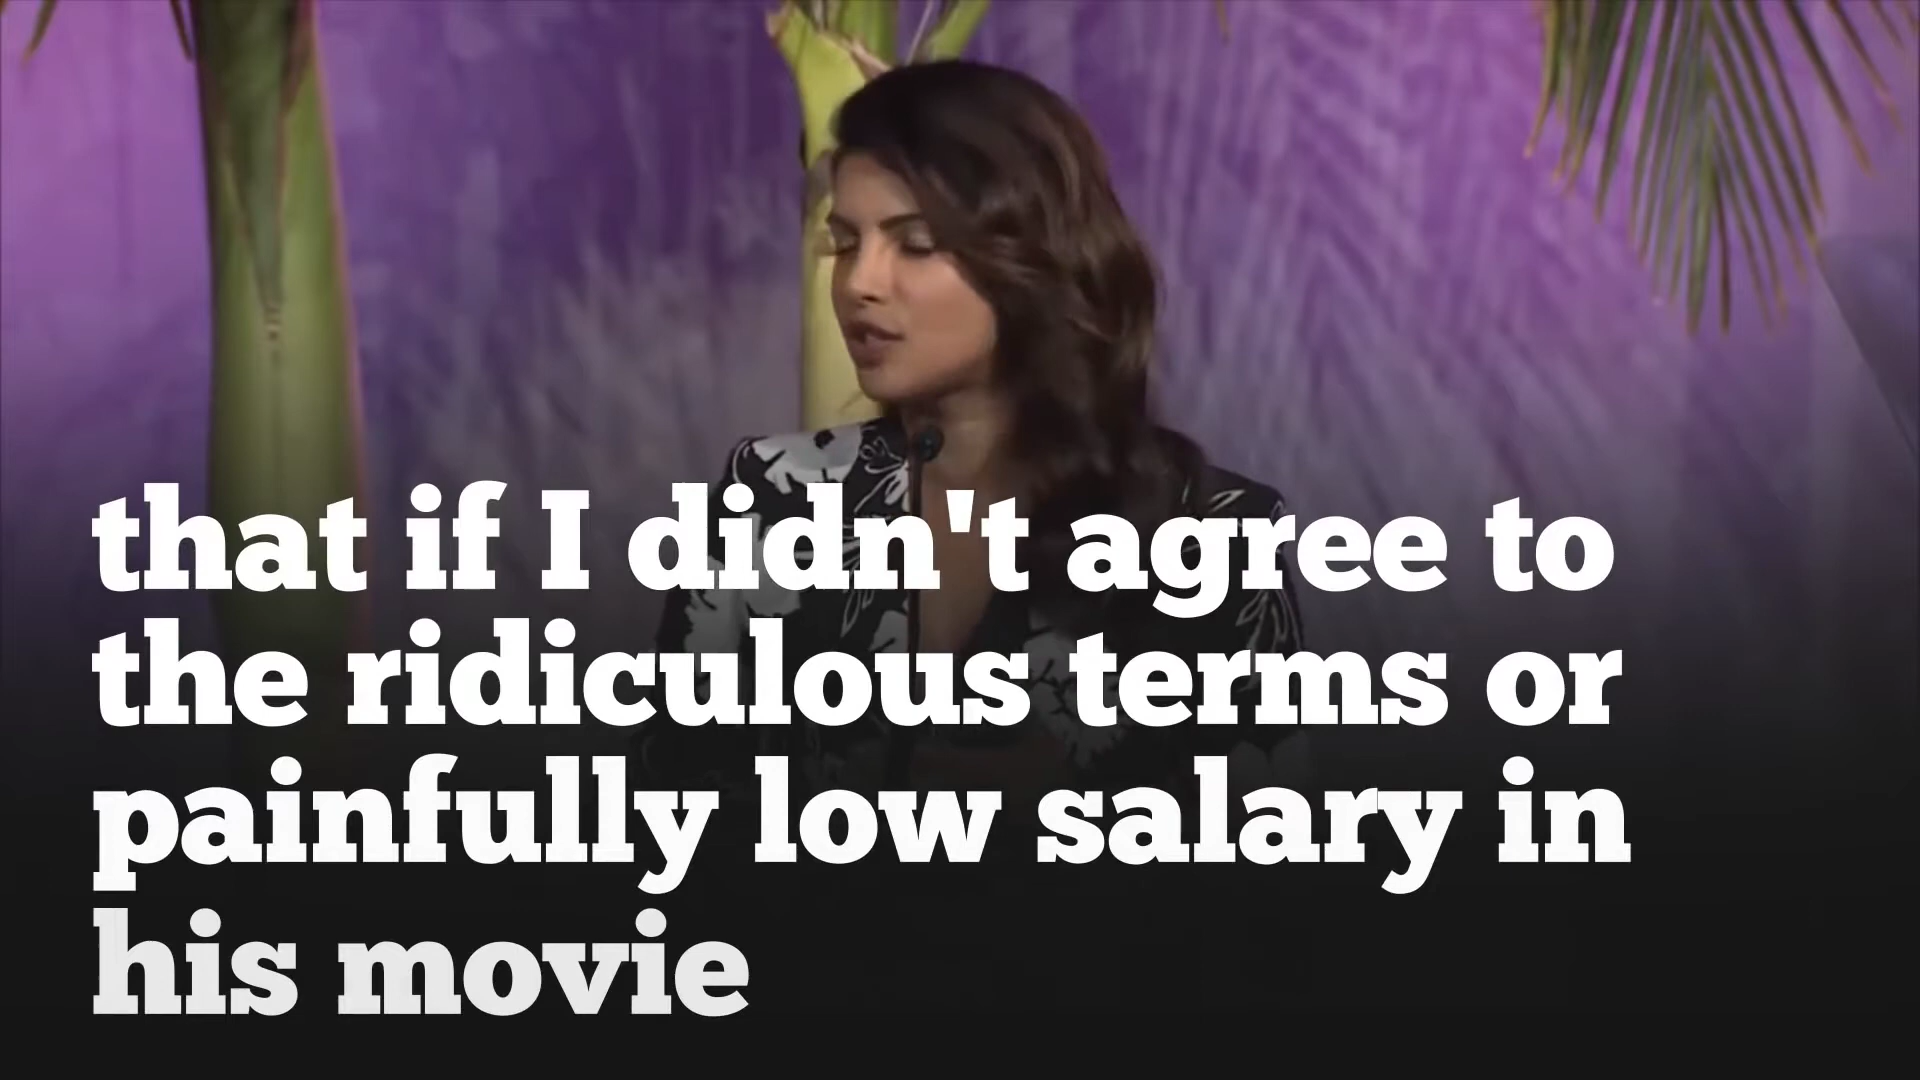 that if I didn't agree to
the ridiculous terms or
painfully low salary in
his movie